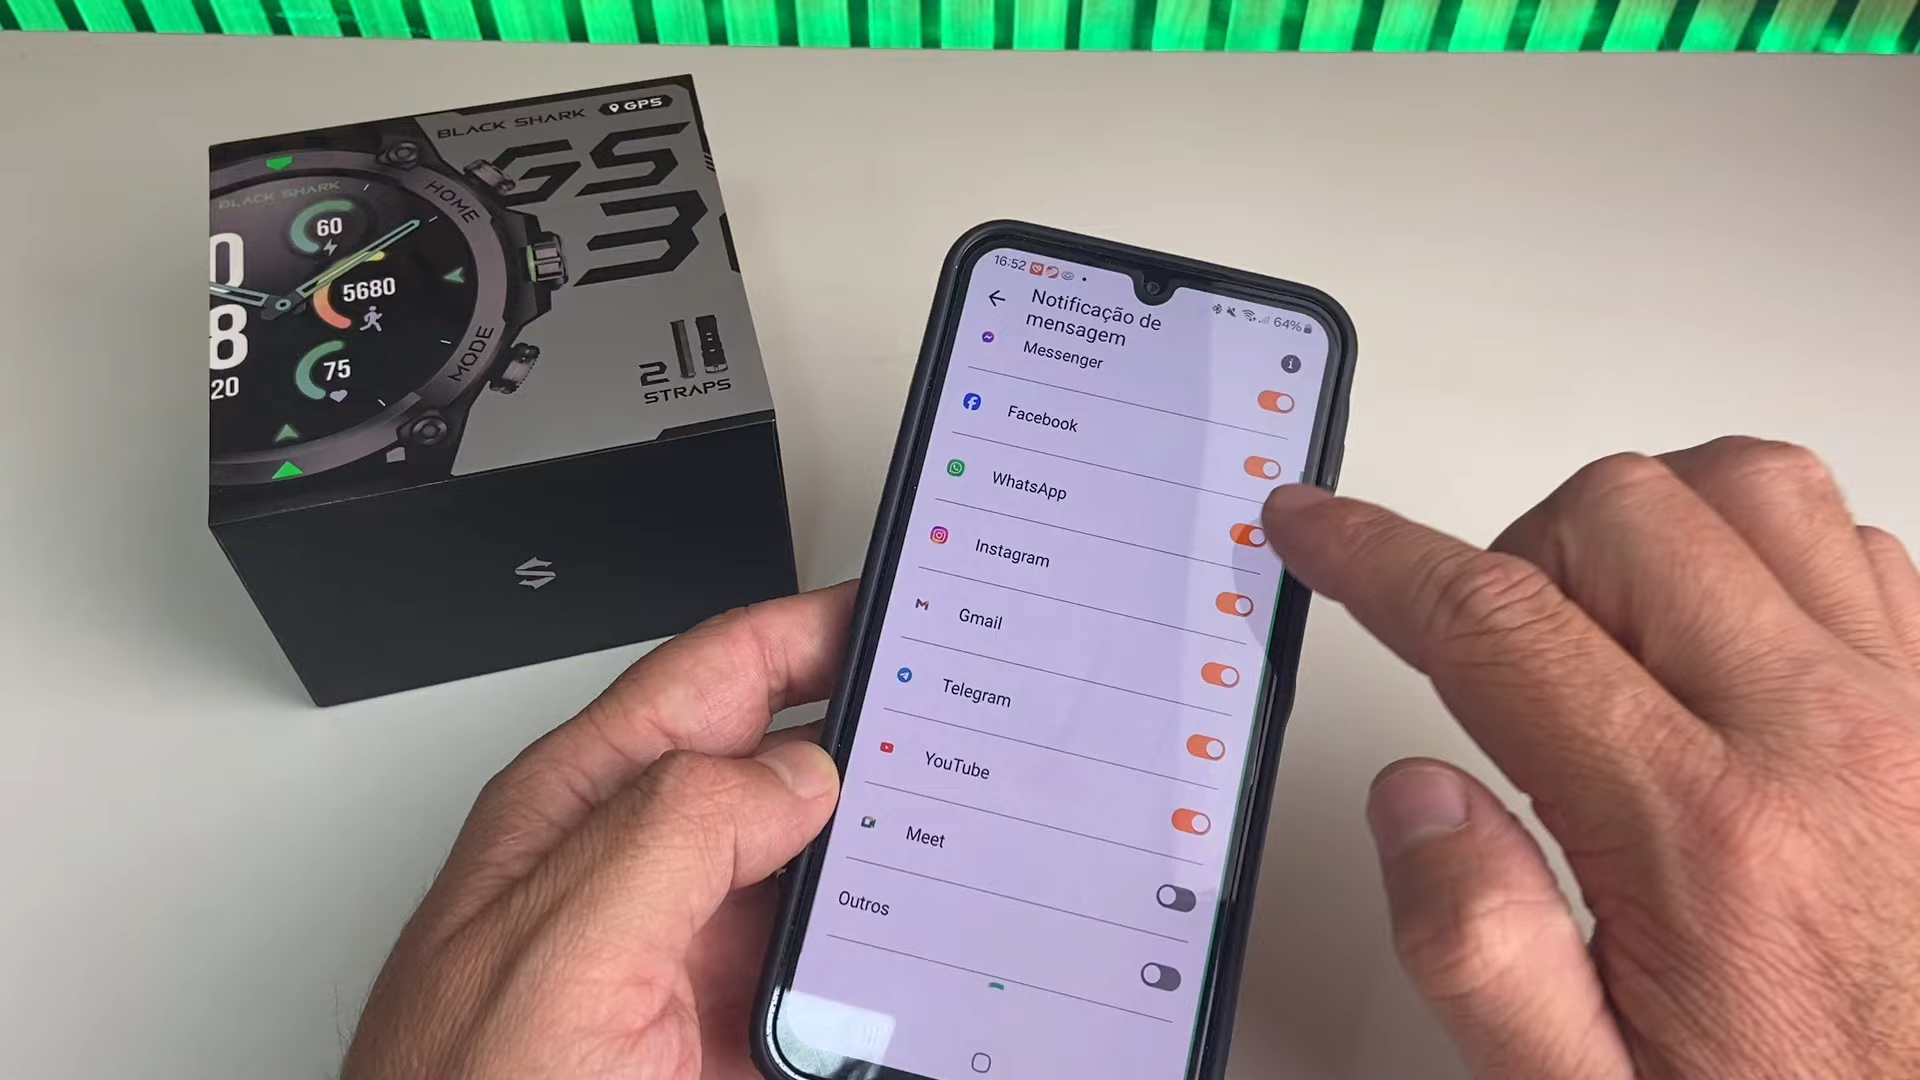 BLACK SHARK
GPS
GS
3
BLACK SHARK
HOME
60
5680
MODE
75
20
2
STRAPS
16:52
64%
Notificação de
mensagem
Messenger
Facebook
WhatsApp
Instagram
Gmail
Telegram
YouTube
Meet
Outros